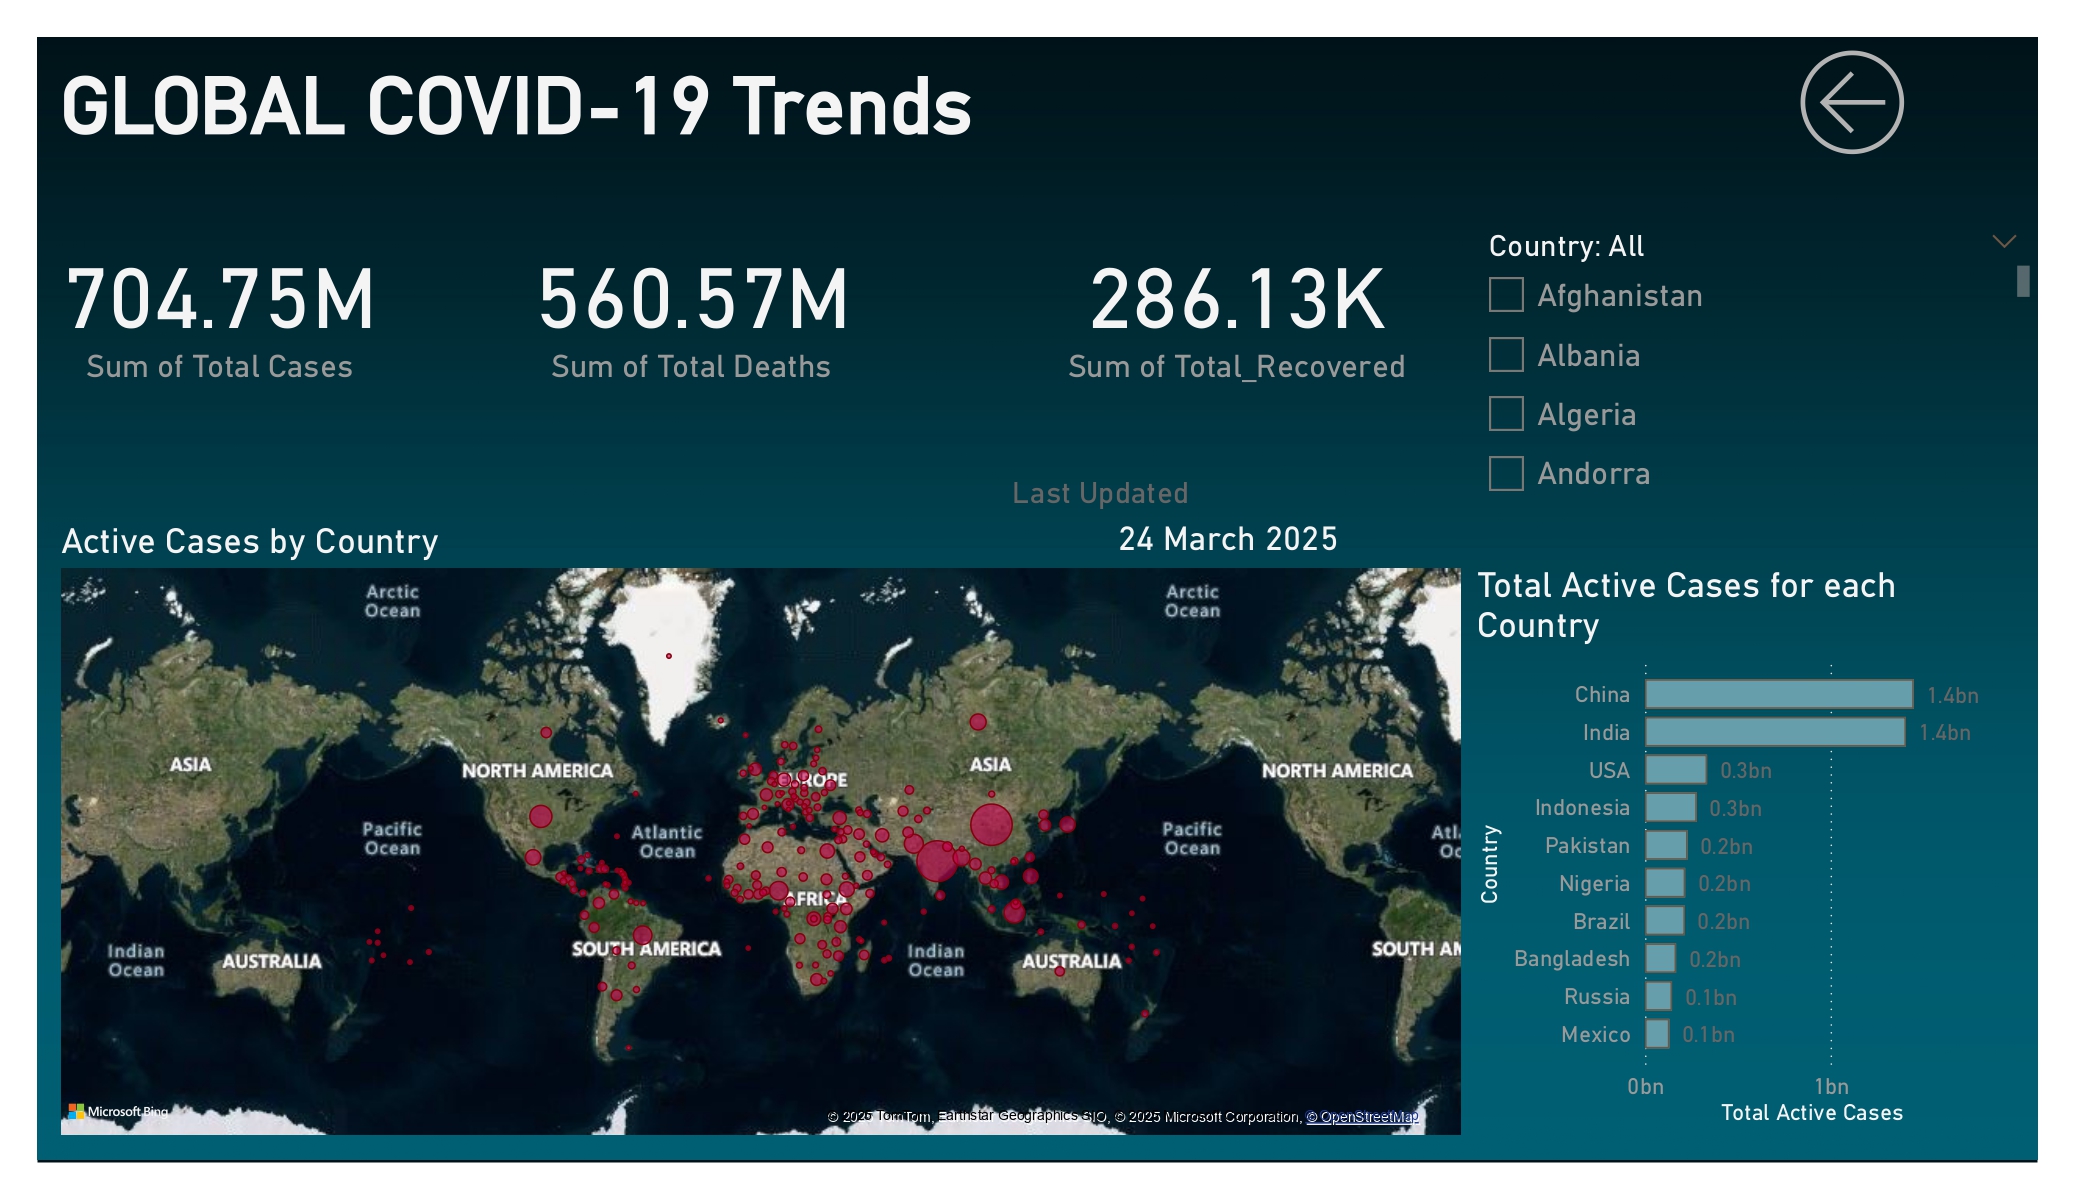 GLOBAL COVID-19 Trends
704.75M
Sum of Total Cases
560.57M
Sum of Total Deaths
286.13K
Sum of Total_Recovered
Country: All
Afghanistan
Albania
Algeria
Andorra
Last Updated
24 March 2025
Active Cases by Country
Arctic
Ocean
Arctic
Ocean
ASIA
NORTH AMERICA
EUROPE
ASIA
NORTH AMERICA
Pacific
Ocean
Atlantic
Ocean
Pacific
Ocean
Atl
Oc
AFRICA
Indian
Ocean
AUSTRALIA
SOUTH AMERICA
Indian
Ocean
AUSTRALIA
SOUTH AM
Microsoft Bing
© 2025 TomTom, Earthstar Geographics SIO, © 2025 Microsoft Corporation, © OpenStreetMap
Total Active Cases for each
Country
Country
China 1.4bn
India 1.4bn
USA 0.3bn
Indonesia 0.3bn
Pakistan 0.2bn
Nigeria 0.2bn
Brazil 0.2bn
Bangladesh 0.2bn
Russia 0.1bn
Mexico 0.1bn
0bn 1bn
Total Active Cases